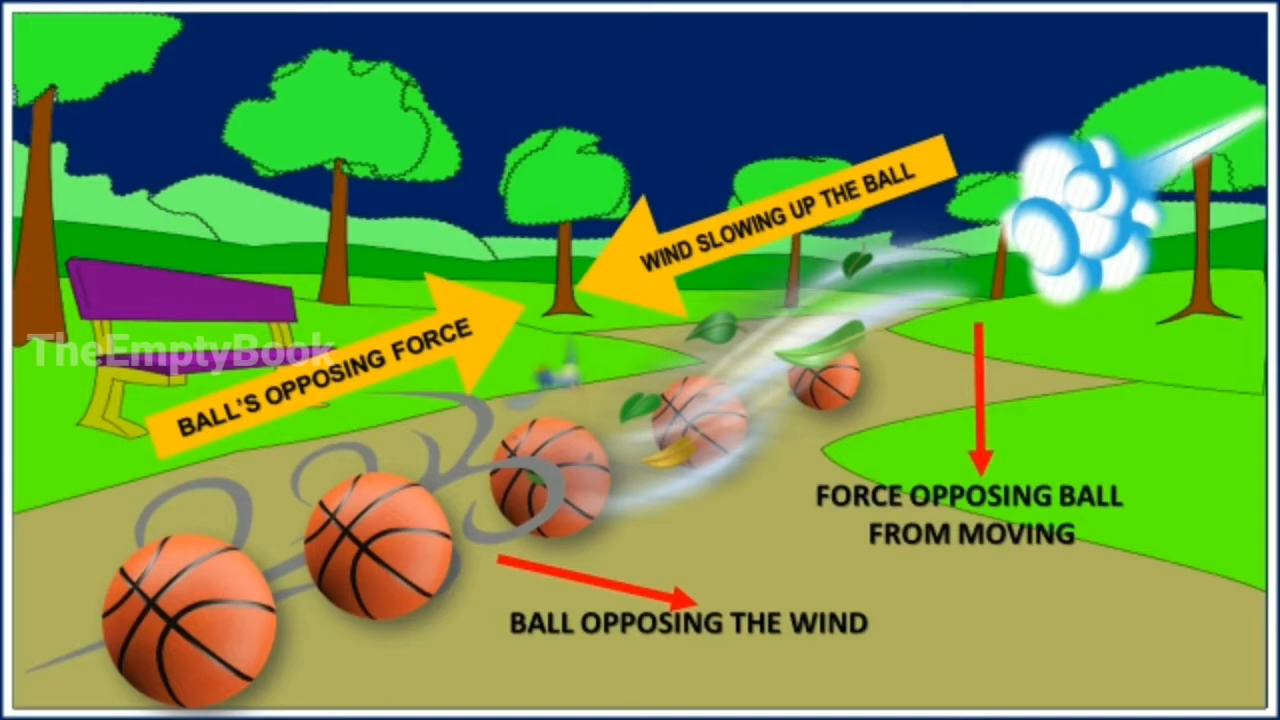 WIND SLOWING UP THE BALL
BALL'S OPPOSING FORCE
TheEmptyBook
FORCE OPPOSING BALL
FROM MOVING
BALL OPPOSING THE WIND